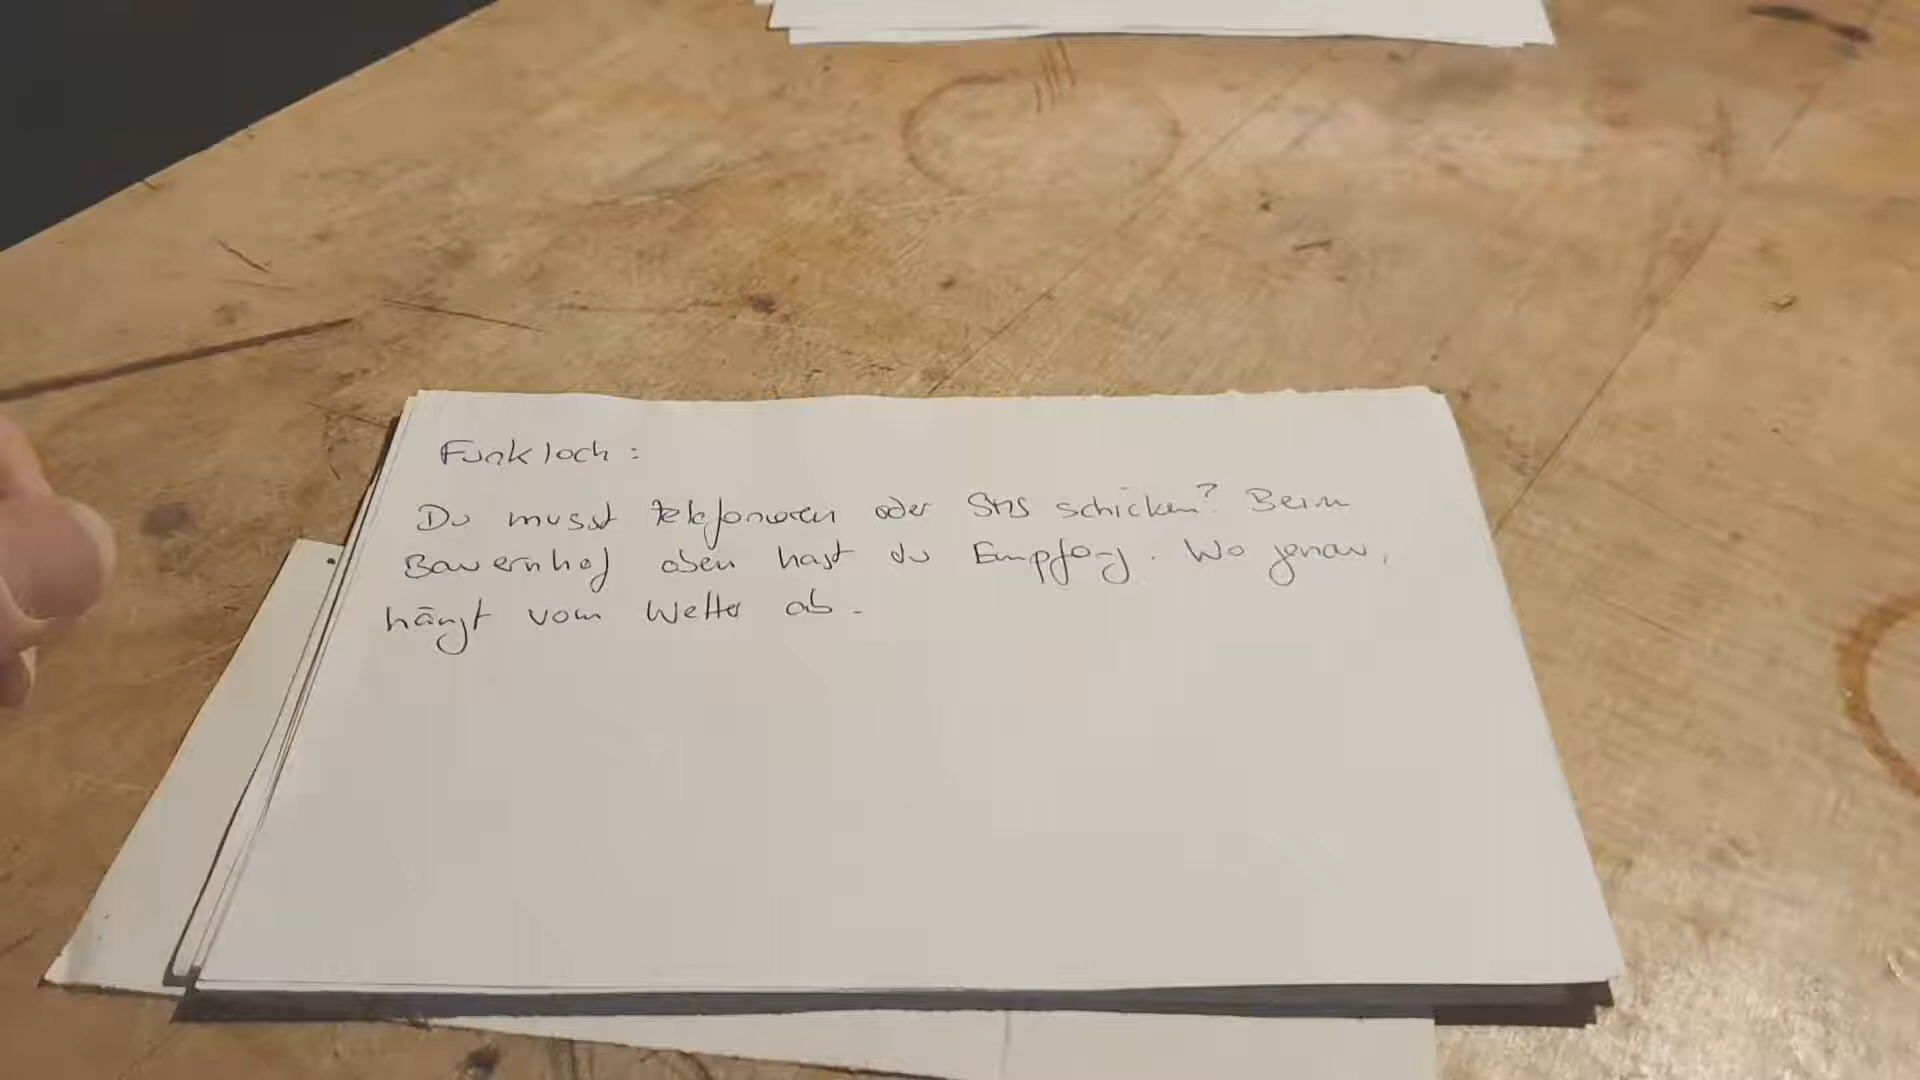 Funkloch:
Du musst telefonieren oder SMS schicken? Beim
Bauernhof oben hast du Empfang. Wo genau,
hängt vom Wetter ab.